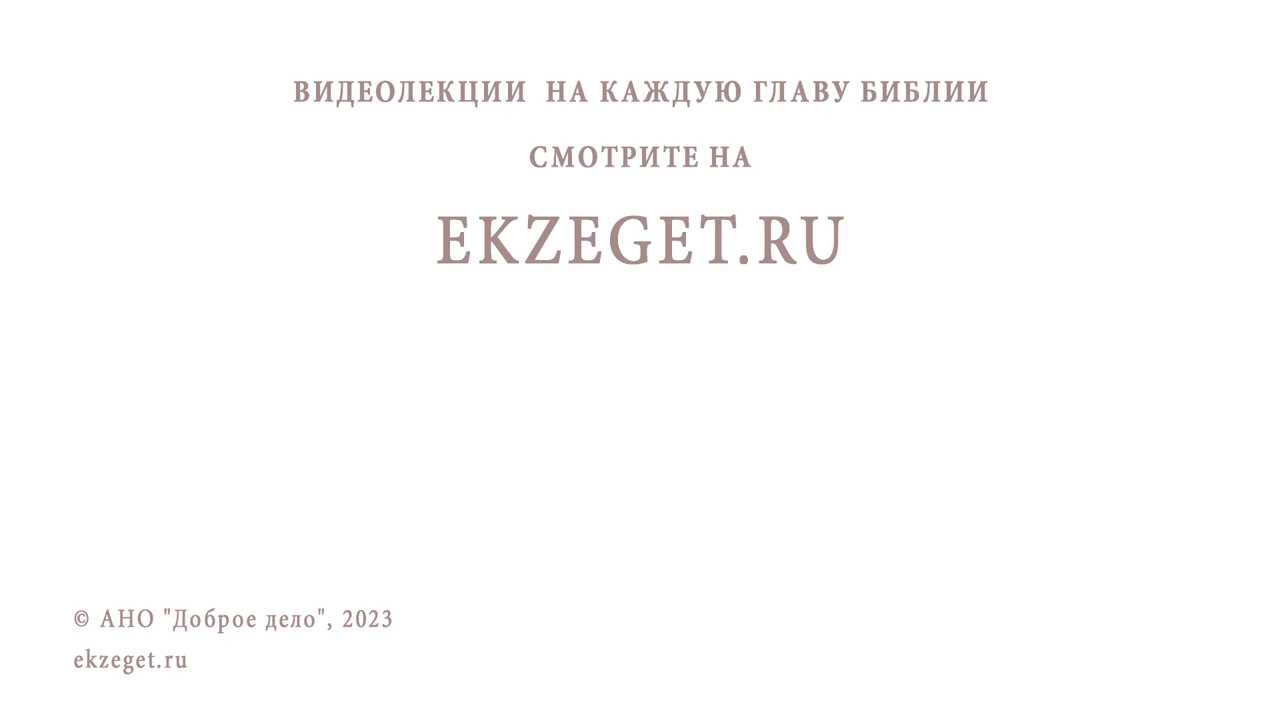 ВИДЕОЛЕКЦИИ НА КАЖДУЮ ГЛАВУ БИБЛИИ
СМОТРИТЕ НА
EKZEGET.RU
© АНО "Доброе дело", 2023
ekzeget.ru